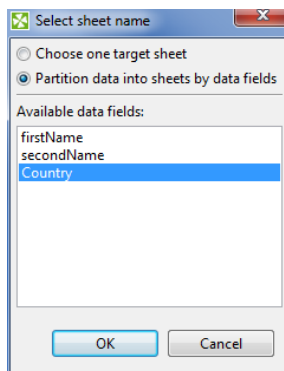 Select sheet name
Choose one target sheet
Partition data into sheets by data fields
Available data fields:
firstName
secondName
Country
OK
Cancel